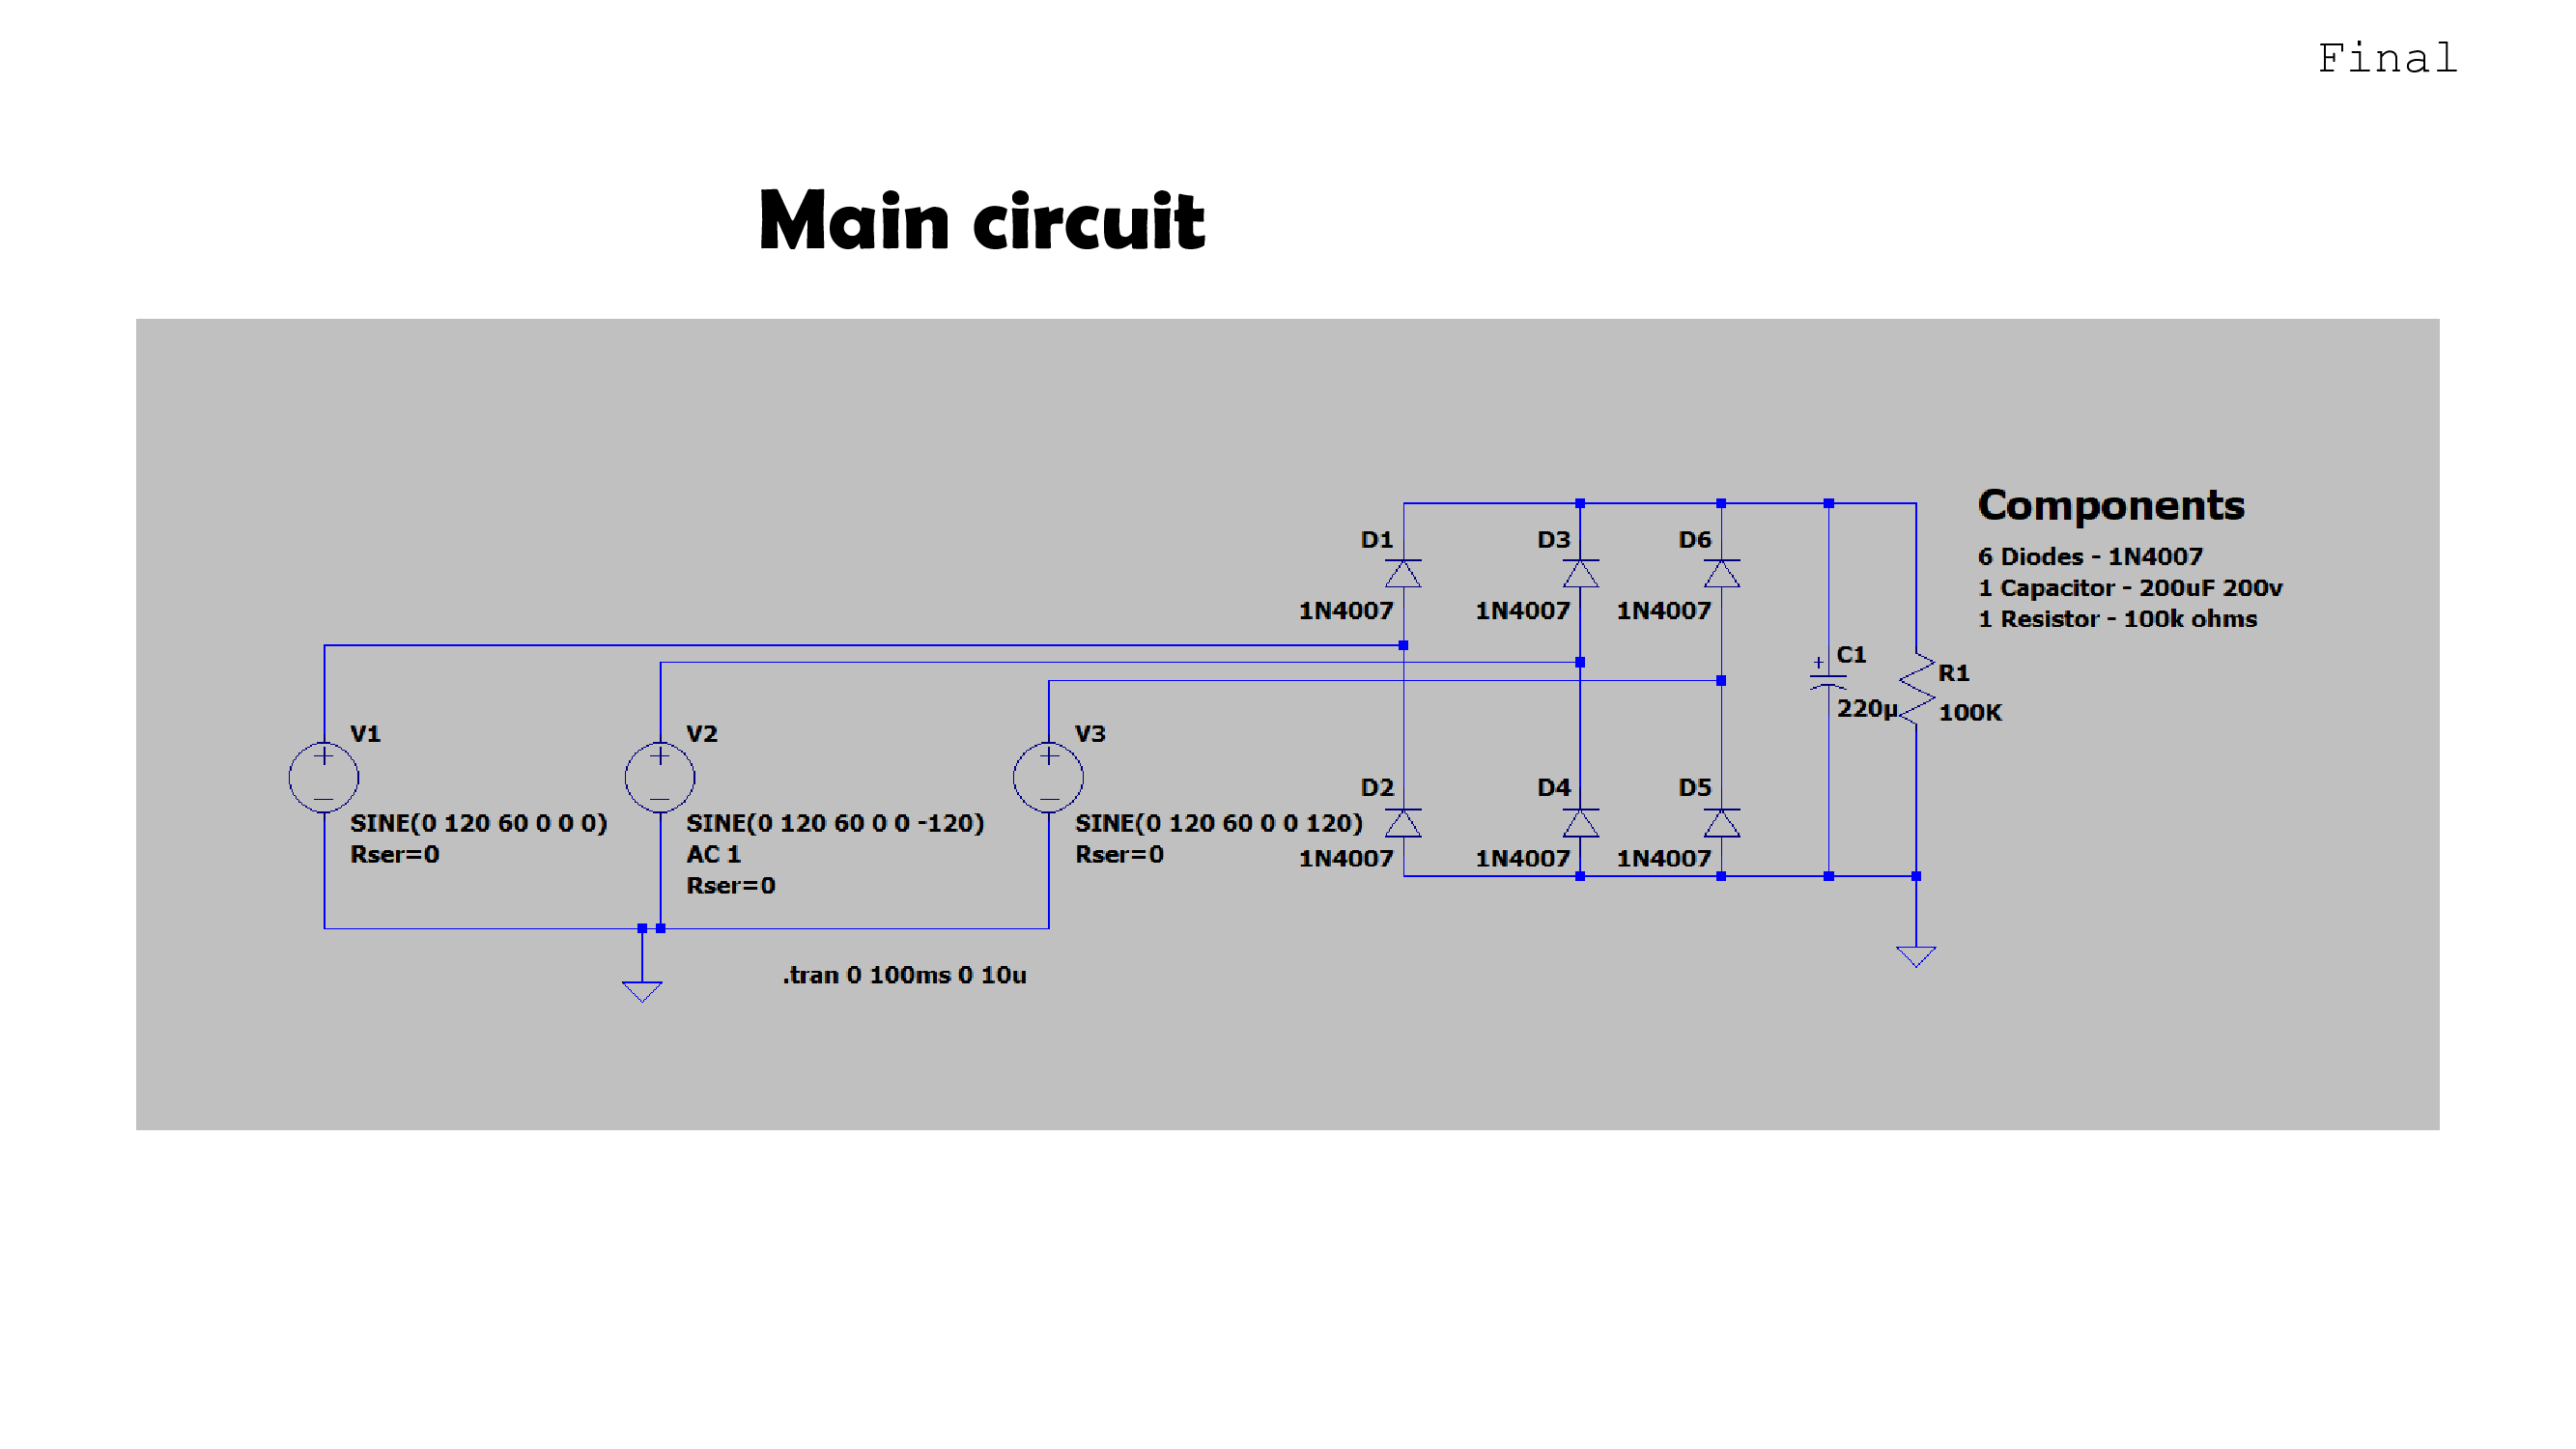 Final
Main circuit
Components
6 Diodes - 1N4007
1 Capacitor - 200uF 200v
1 Resistor - 100k ohms
D1
1N4007
D3
1N4007
D6
1N4007
C1
220µ
R1
100K
V1
SINE(0 120 60 0 0 0)
Rser=0
V2
SINE(0 120 60 0 0 -120)
AC 1
Rser=0
V3
SINE(0 120 60 0 0 120)
Rser=0
D2
1N4007
D4
1N4007
D5
1N4007
.tran 0 100ms 0 10u